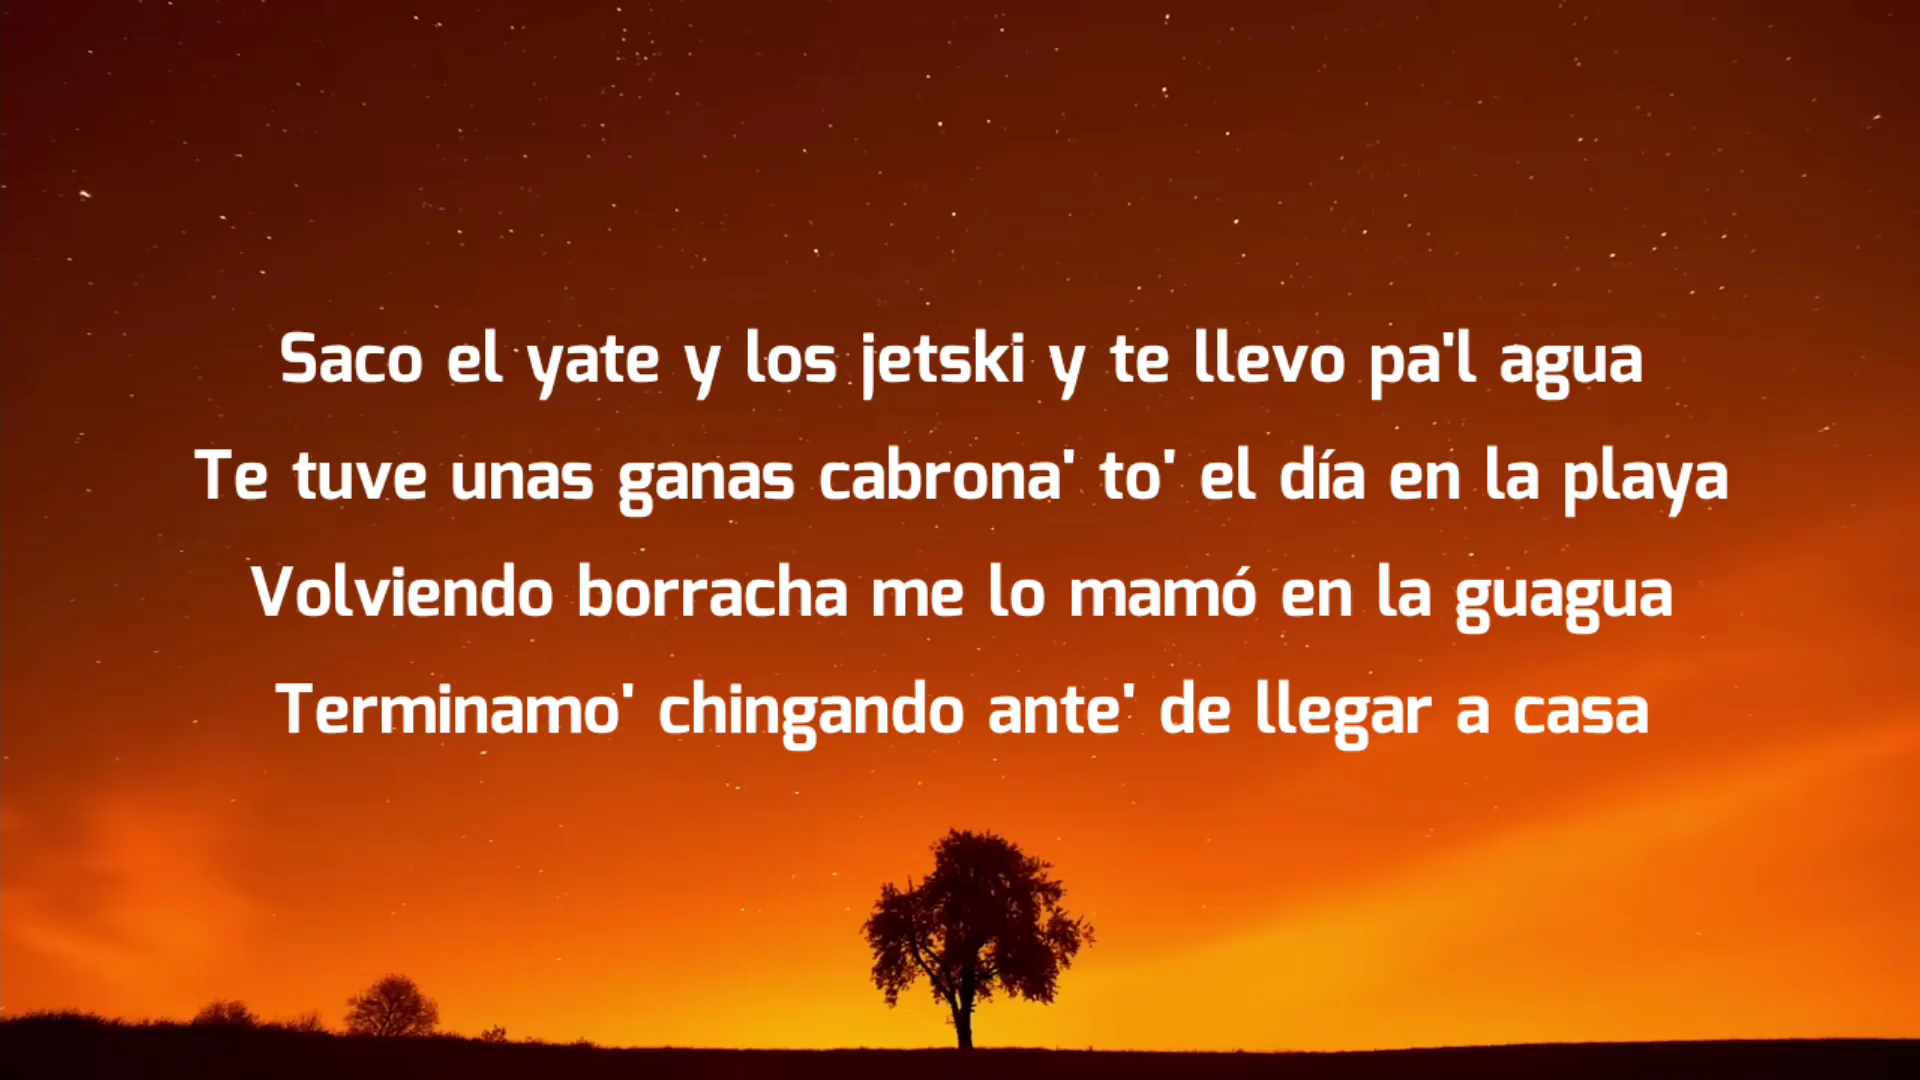 Saco el yate y los jetski y te llevo pa'l agua
Te tuve unas ganas cabrona' to' el día en la playa
Volviendo borracha me lo mamó en la guagua
Terminamo' chingando ante' de llegar a casa